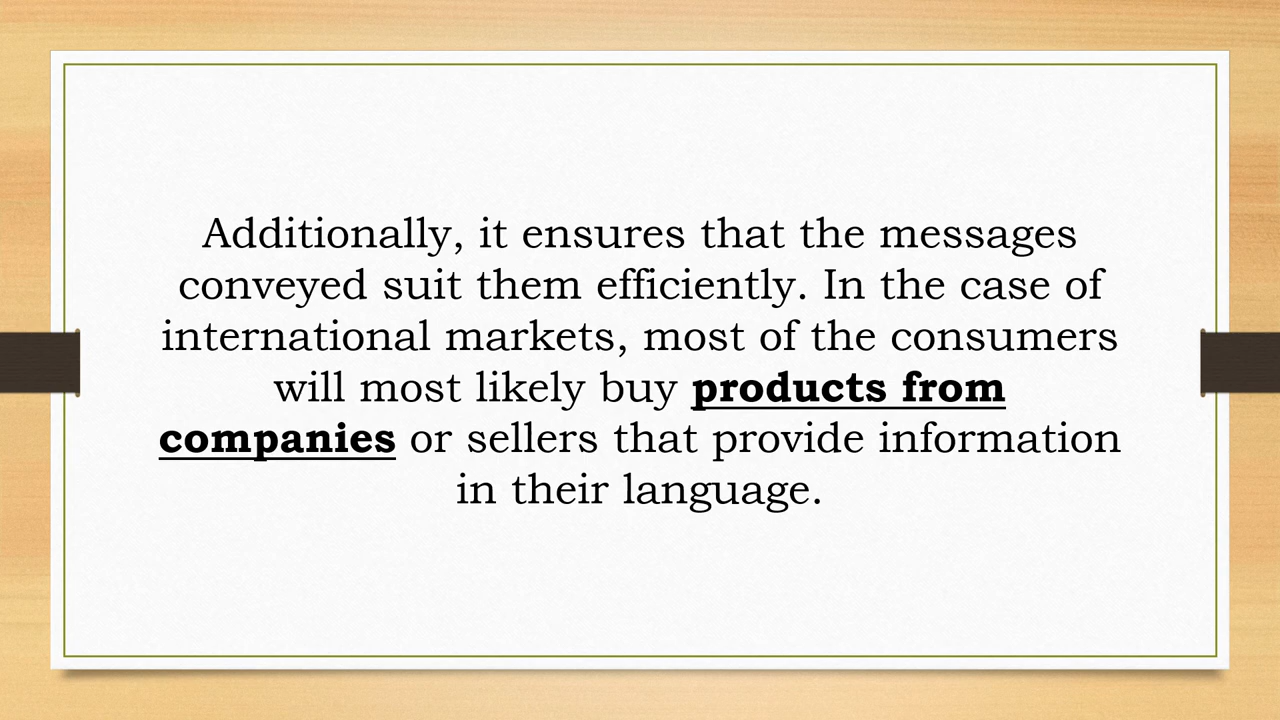 Additionally, it ensures that the messages
conveyed suit them efficiently. In the case of
international markets, most of the consumers
will most likely buy products from
companies or sellers that provide information
in their language.